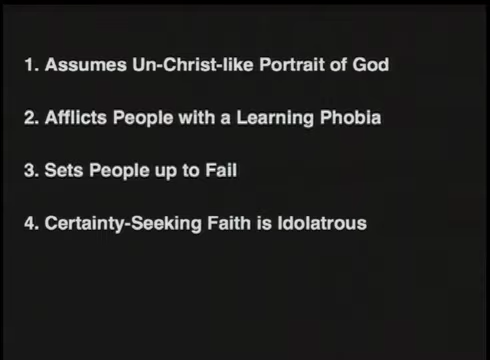 1. Assumes Un-Christ-like Portrait of God
2. Afflicts People with a Learning Phobia
3. Sets People up to Fail
4. Certainty-Seeking Faith is Idolatrous